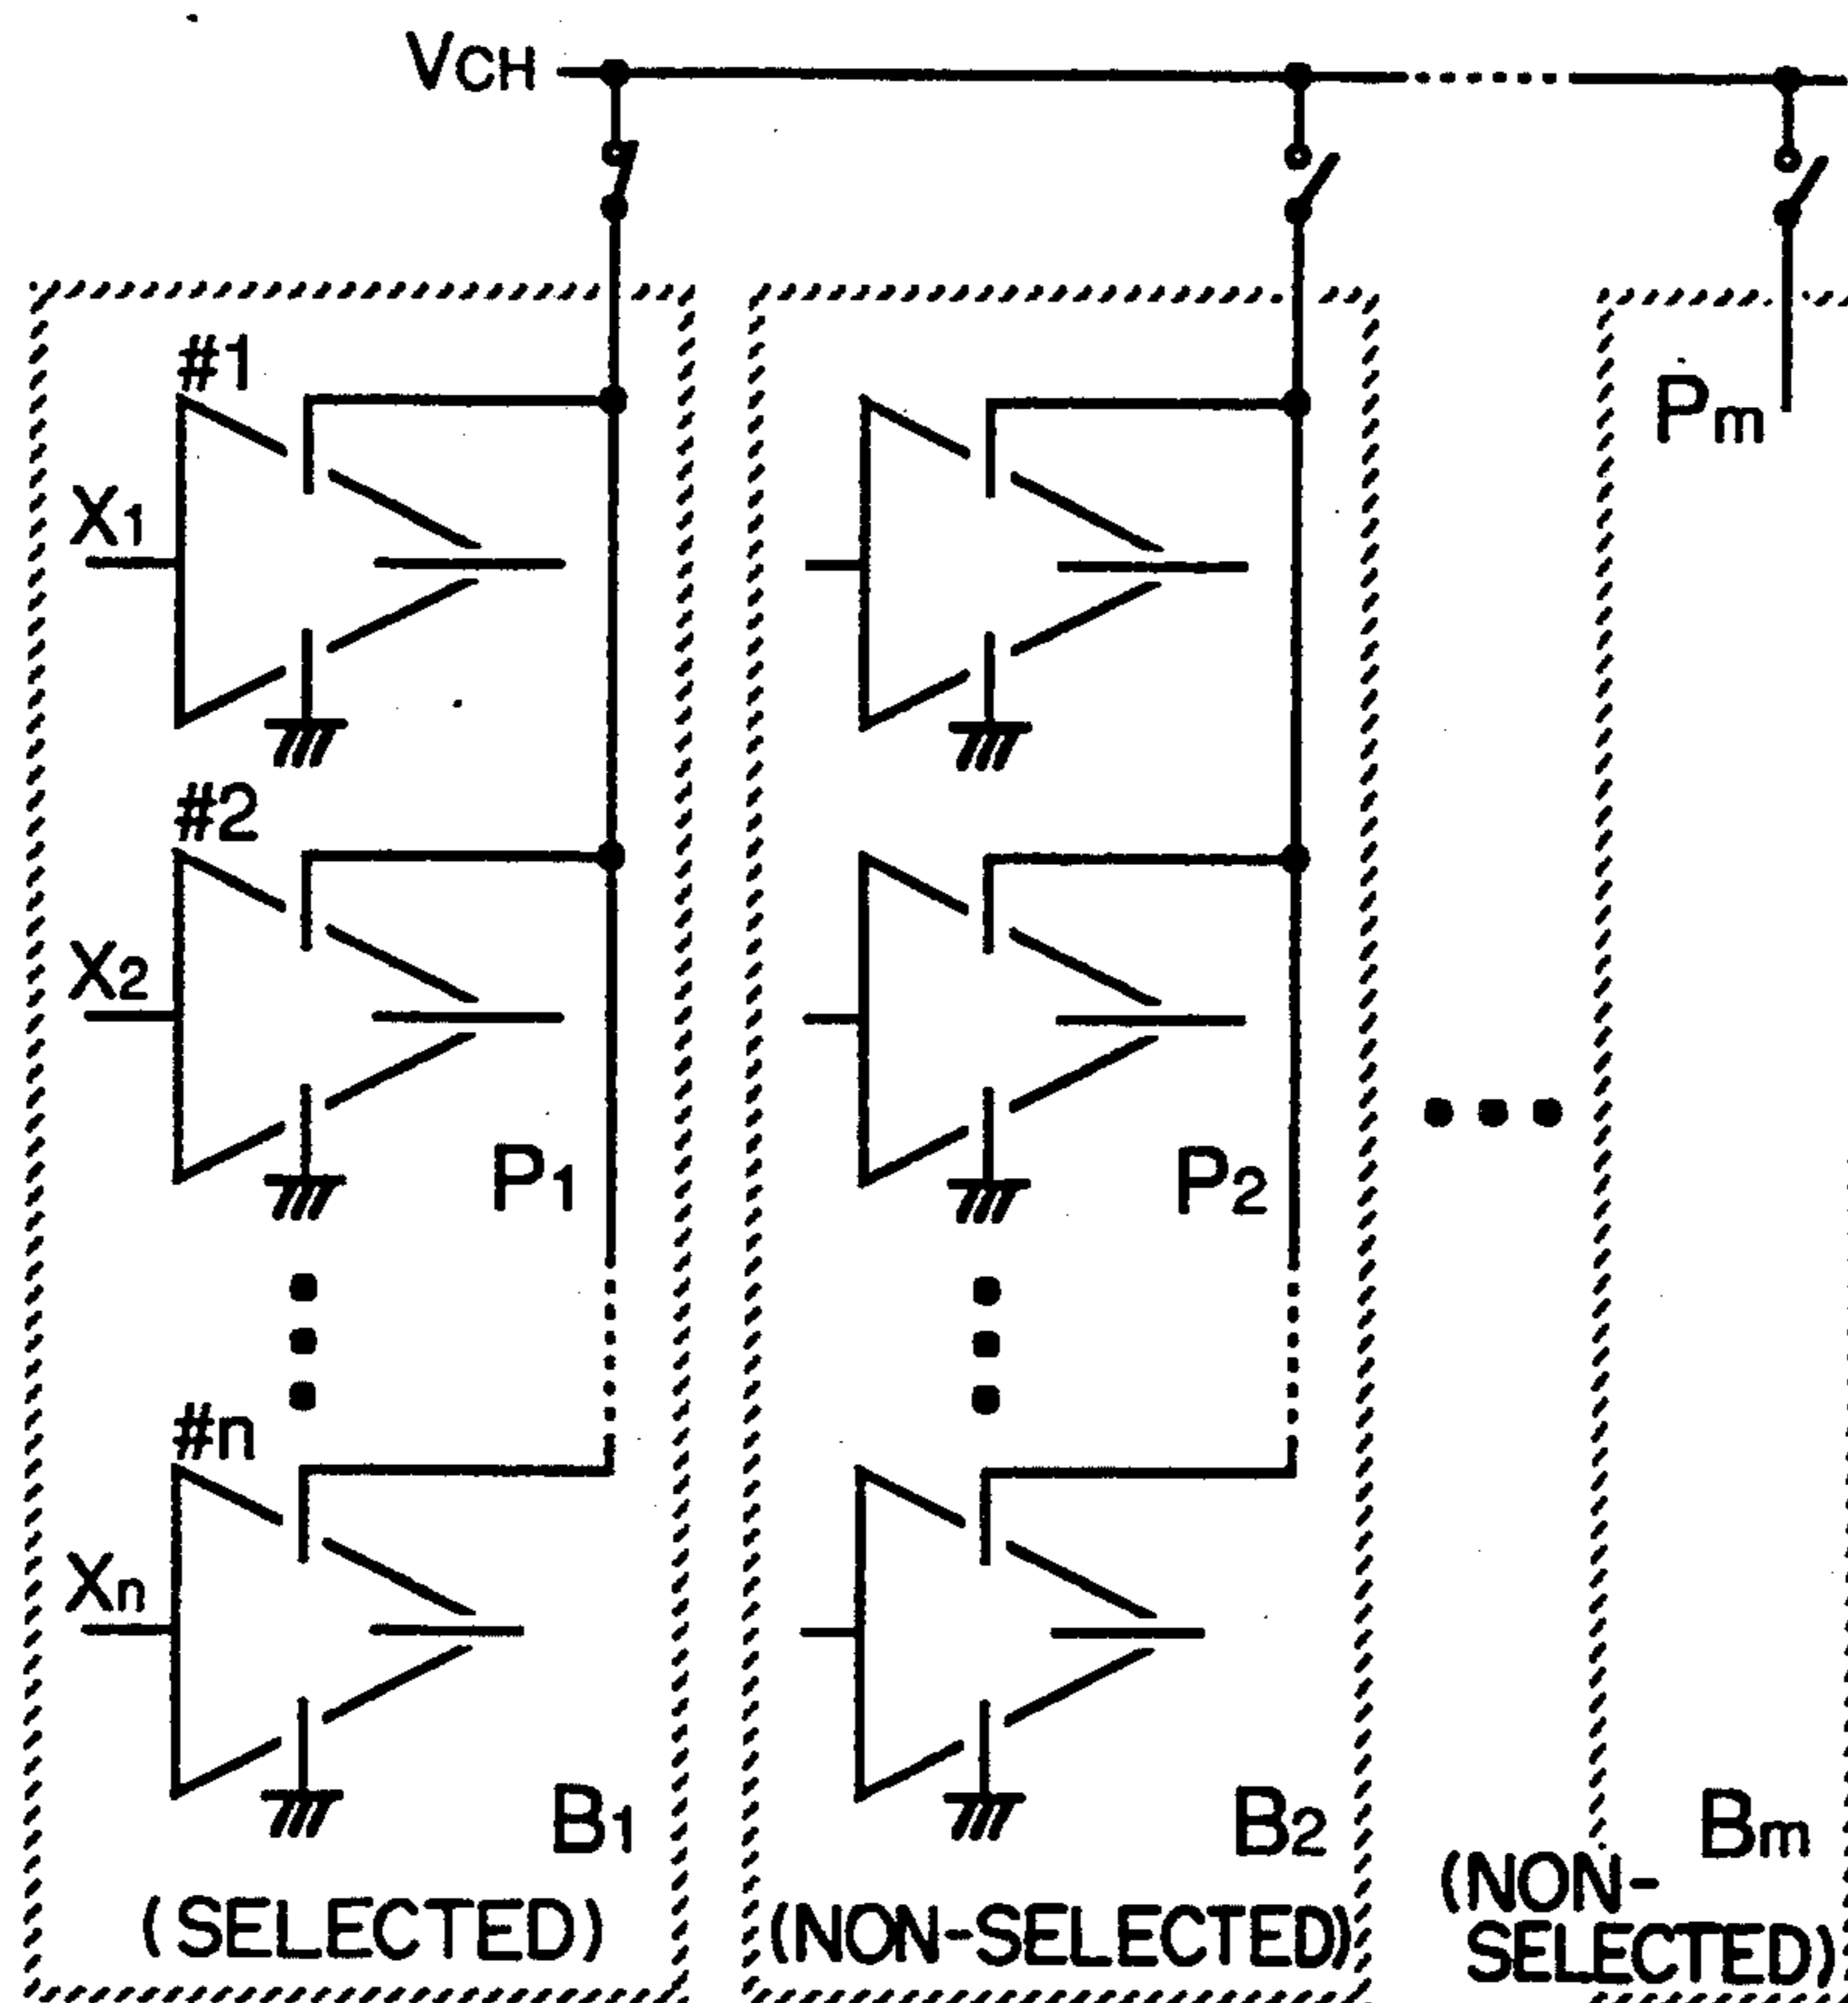 VCH
#1
X1
Pm
#2
X2
P1
P2
#n
Xn
B1
B2
Bm
(SELECTED)
(NON-SELECTED)
(NON-
SELECTED)